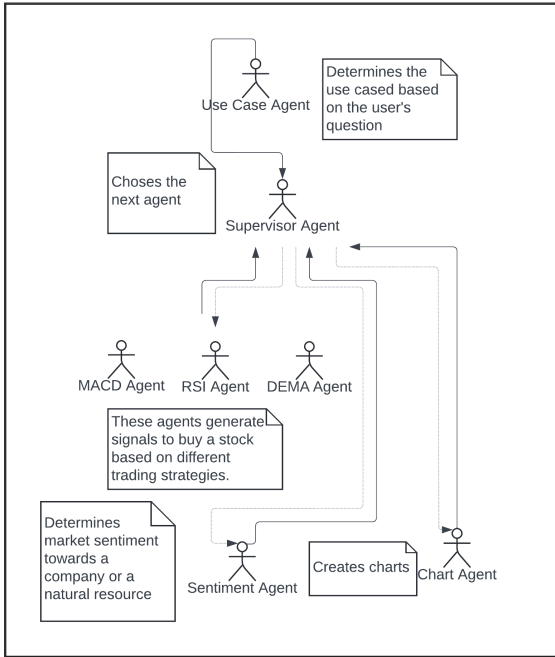 Use Case Agent
Determines the
use cased based
on the user's
question
Choses the
next agent
Supervisor Agent
MACD Agent
RSI Agent
DEMA Agent
These agents generate
signals to buy a stock
based on different
trading strategies.
Determines
market sentiment
towards a
company or a
natural resource
Sentiment Agent
Creates charts
Chart Agent